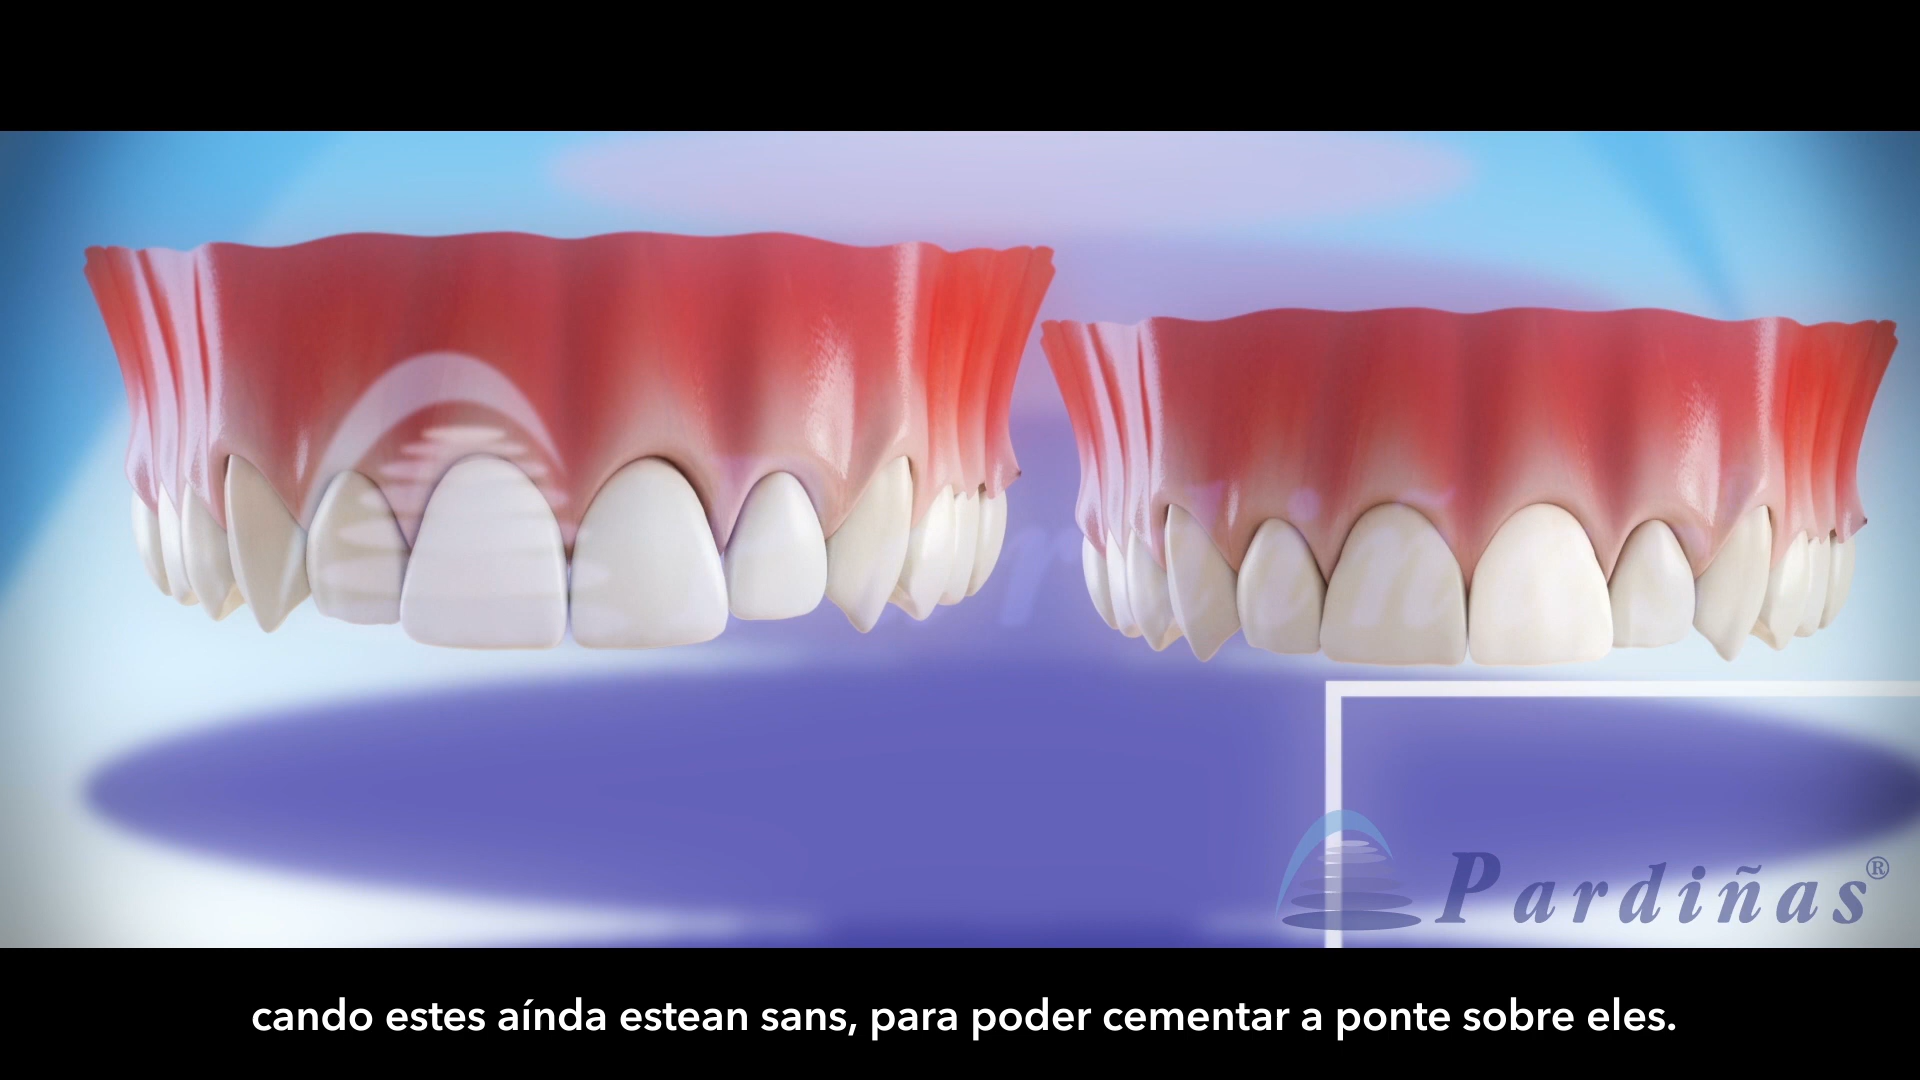 Pardiñas®
cando estes aínda estean sans, para poder cementar a ponte sobre eles.